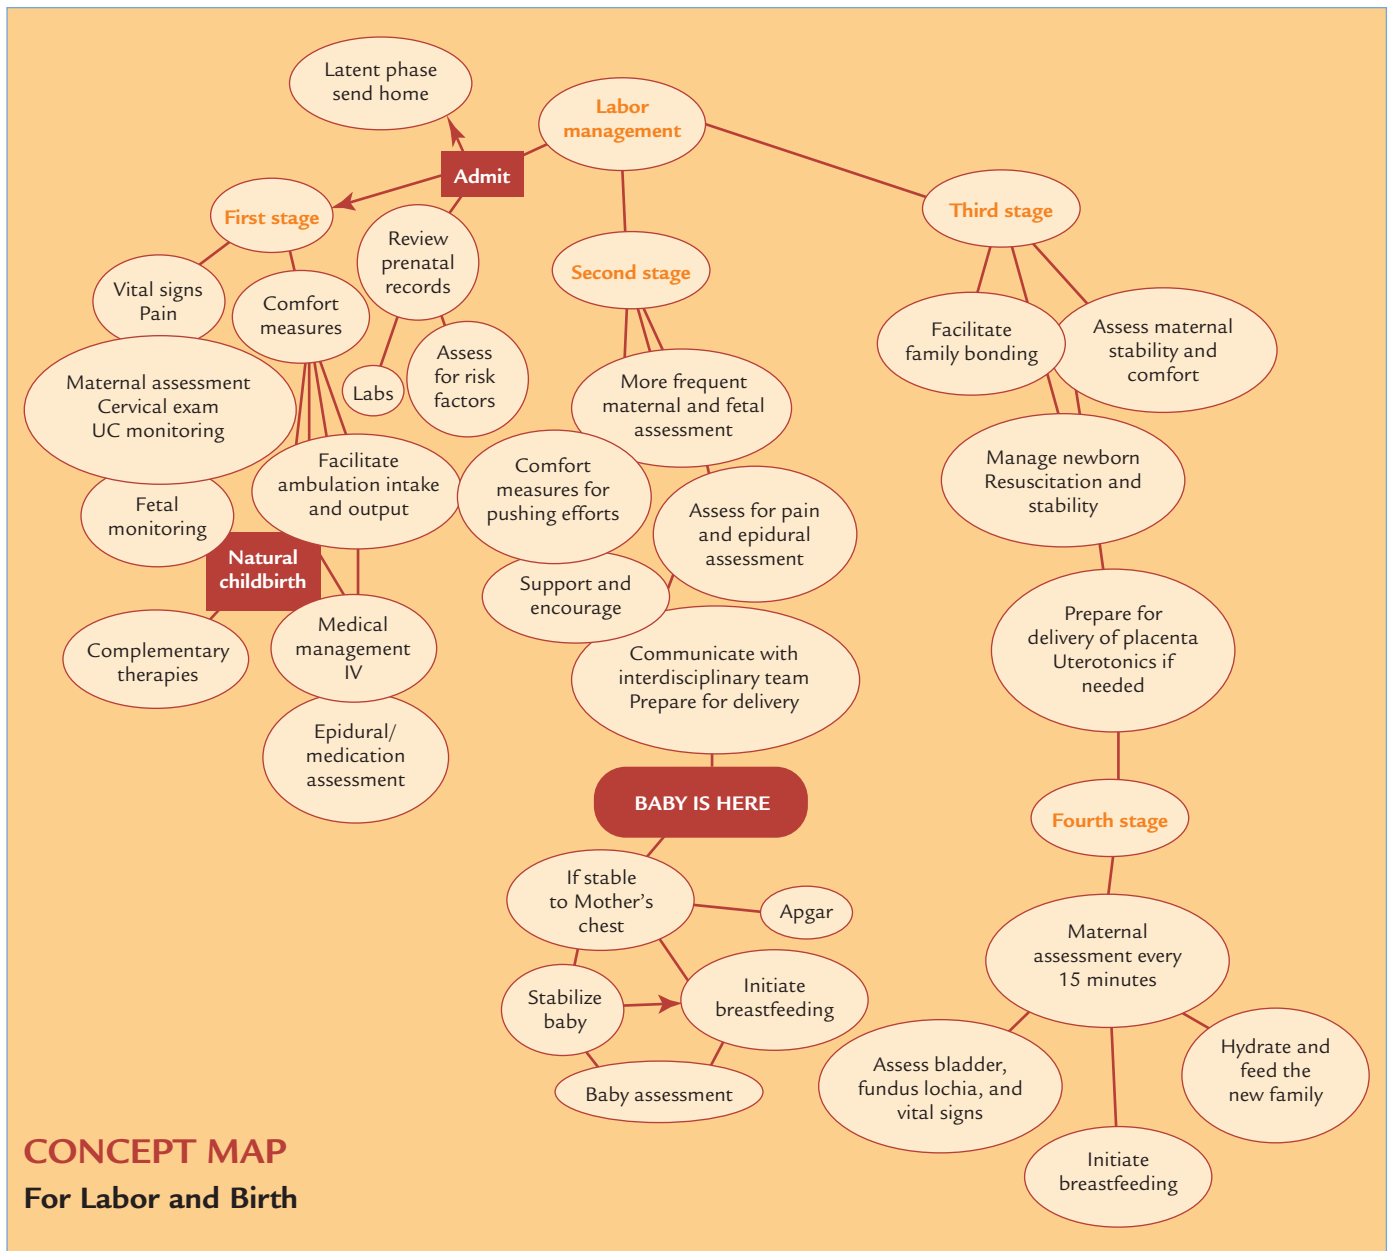 Latent phase
send home
Labor
management
Admit
First stage
Review
prenatal
records
Third stage
Second stage
Vital signs
Pain
Comfort
measures
Facilitate
family bonding
Assess maternal
stability and
comfort
Maternal assessment
Cervical exam
UC monitoring
Labs
Assess
for risk
factors
More frequent
maternal and fetal
assessment
Fetal
monitoring
Facilitate
ambulation intake
and output
Comfort
measures for
pushing efforts
Assess for pain
and epidural
assessment
Manage newborn
Resuscitation and
stability
Natural
childbirth
Support and
encourage
Complementary
therapies
Medical
management
IV
Communicate with
interdisciplinary team
Prepare for delivery
Prepare for
delivery of placenta
Uterotonics if
needed
Epidural/
medication
assessment
BABY IS HERE
Fourth stage
If stable
to Mother's
chest
Apgar
Maternal
assessment every
15 minutes
Stabilize
baby
Initiate
breastfeeding
Baby assessment
Assess bladder,
fundus lochia, and
vital signs
Hydrate and
feed the
new family
Initiate
breastfeeding
CONCEPT MAP
For Labor and Birth